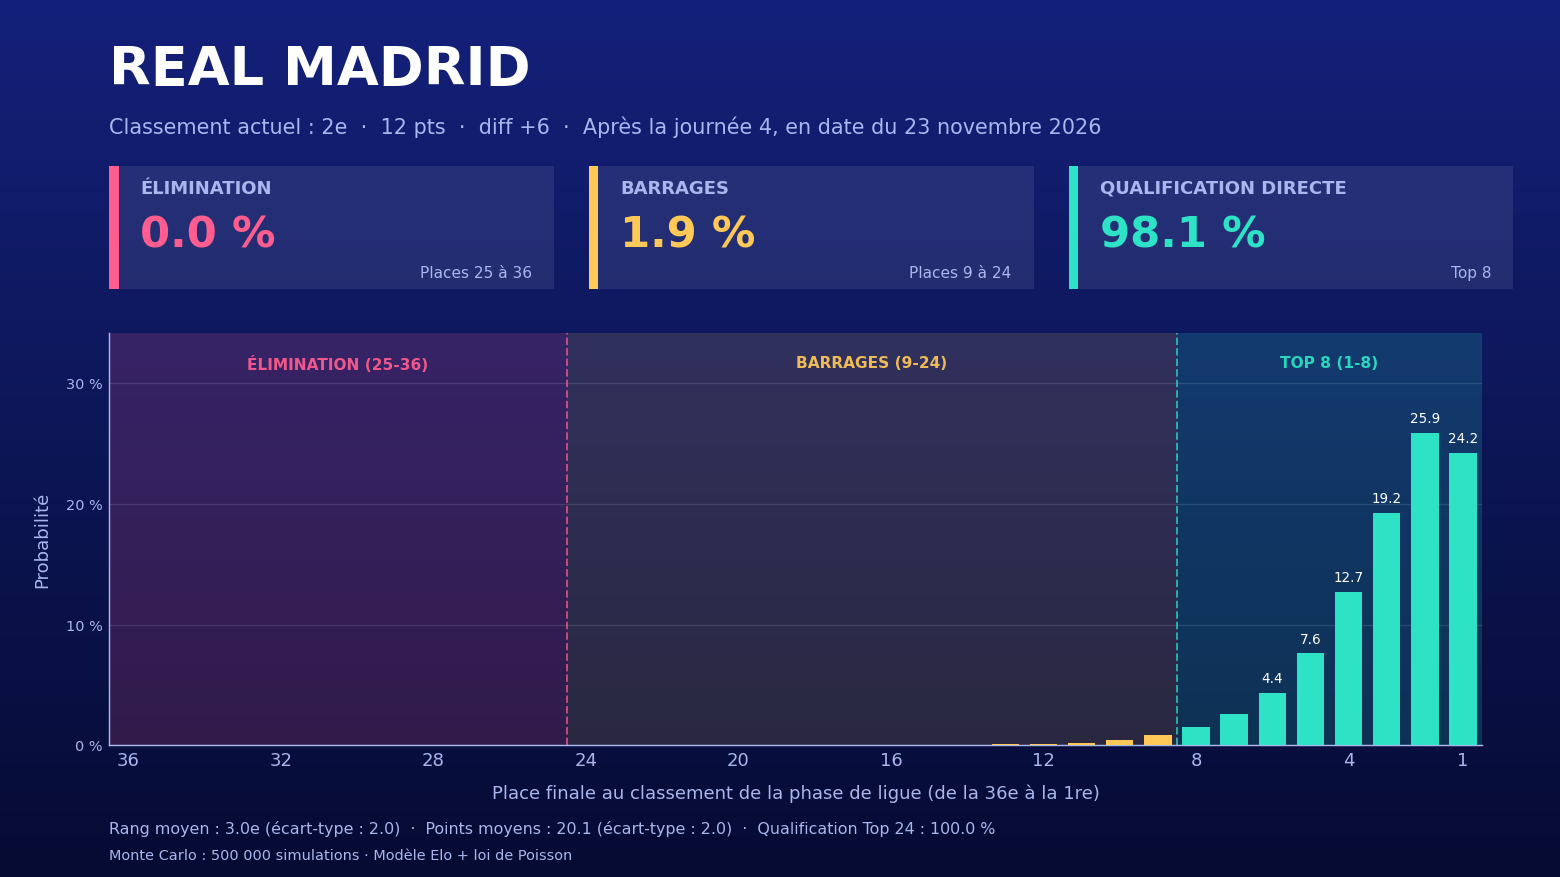 REAL MADRID
Classement actuel : 2e · 12 pts · diff +6 · Après la journée 4, en date du 23 novembre 2026
ÉLIMINATION
0.0 %
Places 25 à 36
BARRAGES
1.9 %
Places 9 à 24
QUALIFICATION DIRECTE
98.1 %
Top 8
ÉLIMINATION (25-36)
BARRAGES (9-24)
TOP 8 (1-8)
Probabilité
30 %
20 %
10 %
0 %
4.4
7.6
12.7
19.2
25.9
24.2
36 32 28 24 20 16 12 8 4 1
Place finale au classement de la phase de ligue (de la 36e à la 1re)
Rang moyen : 3.0e (écart-type : 2.0) · Points moyens : 20.1 (écart-type : 2.0) · Qualification Top 24 : 100.0 %
Monte Carlo : 500 000 simulations · Modèle Elo + loi de Poisson